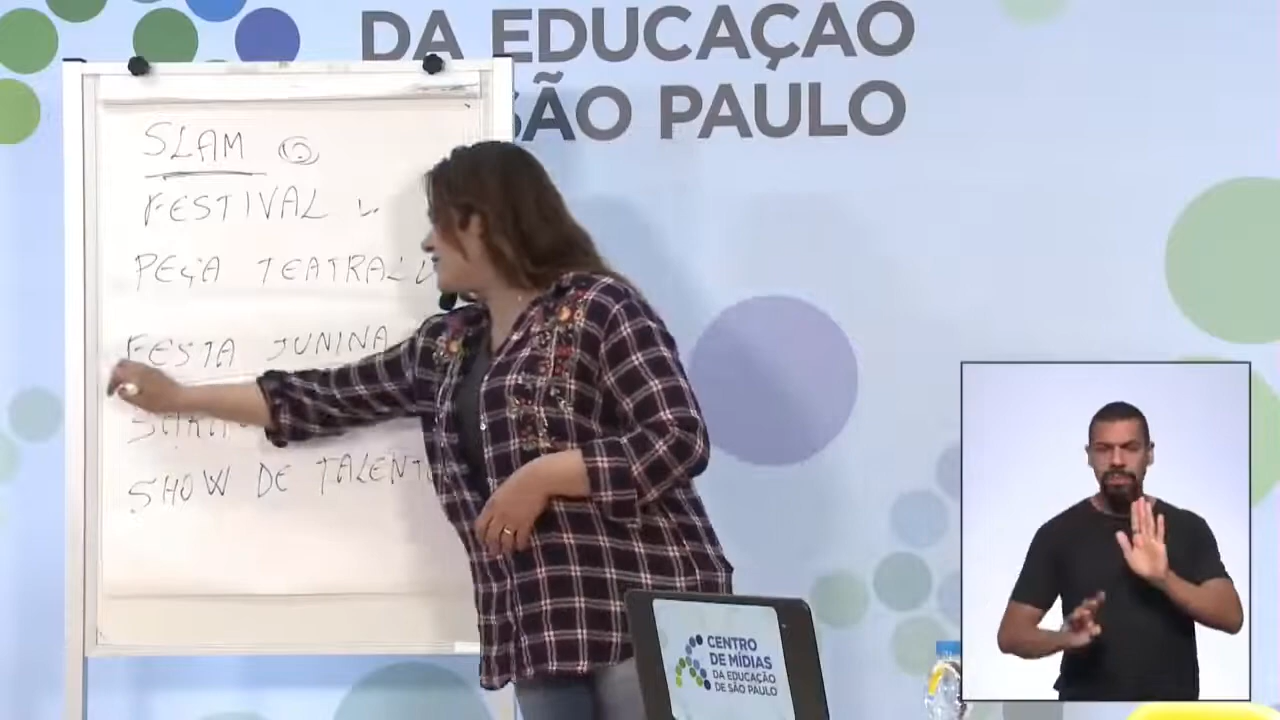 DA EDUCAÇÃO
SÃO PAULO
SLAM
FESTIVAL
PEÇA TEATRAL
FESTA JUNINA
SHOW DE
CENTRO
DE MÍDIAS
DA EDUCAÇÃO
DE SÃO PAULO